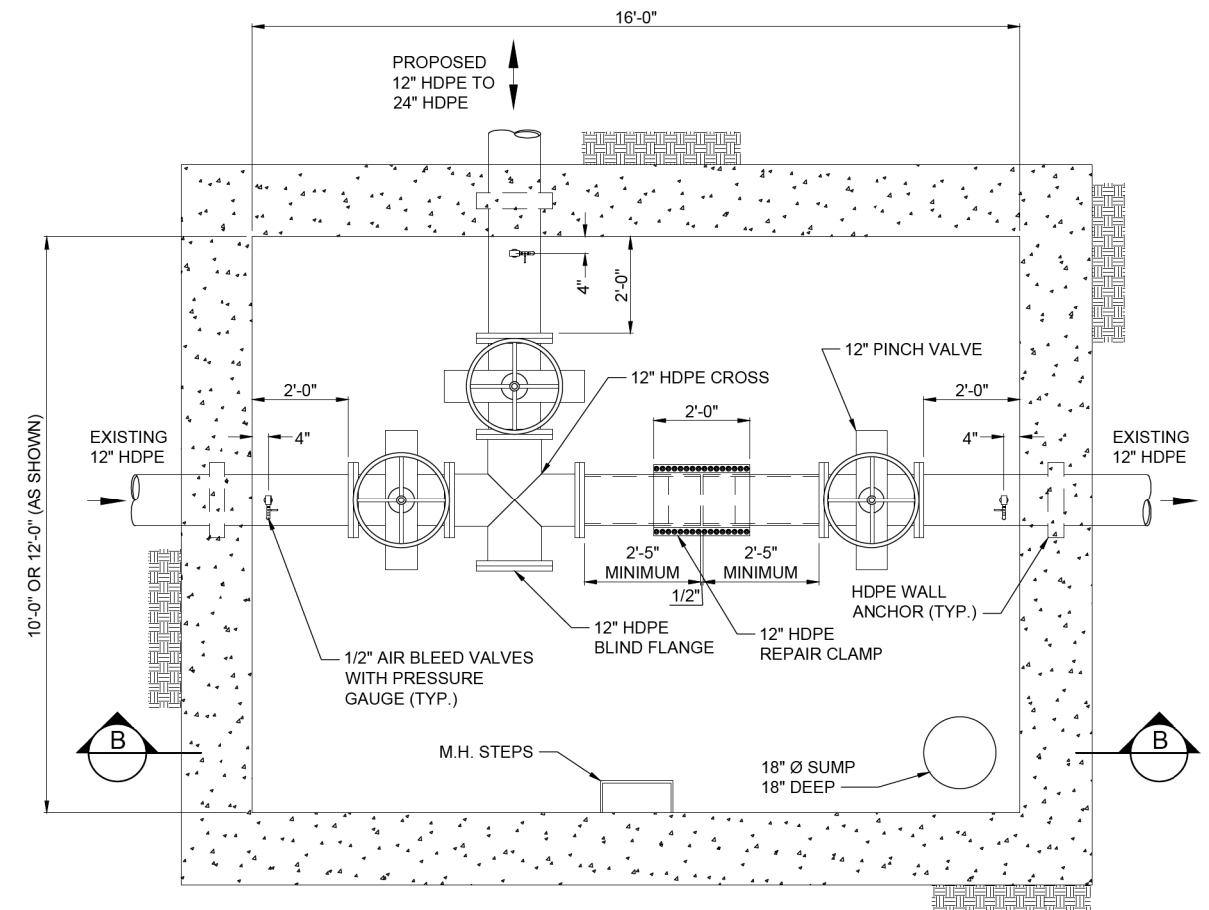 16'-0"
PROPOSED
12" HDPE TO
24" HDPE
4"
2'-0"
12" PINCH VALVE
12" HDPE CROSS
2'-0"
2'-0"
2'-0"
10'-0" OR 12'-0" (AS SHOWN)
EXISTING
12" HDPE
4"
4"
EXISTING
12" HDPE
2'-5"
MINIMUM
2'-5"
MINIMUM
1/2"
HDPE WALL
ANCHOR (TYP.)
12" HDPE
BLIND FLANGE
12" HDPE
REPAIR CLAMP
1/2" AIR BLEED VALVES
WITH PRESSURE
GAUGE (TYP.)
B
B
M.H. STEPS
18" Ø SUMP
18" DEEP